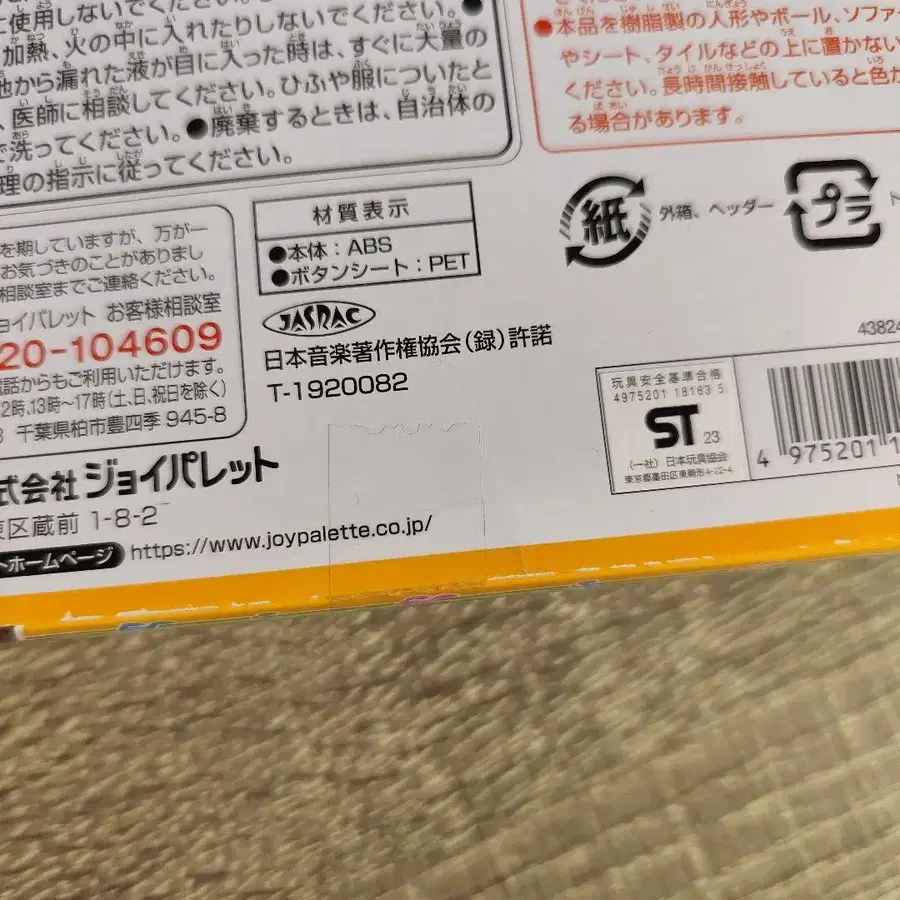 使用しないでください。
加熱、火の中に入れたりしないでください。
池から漏れた液が目に入った時は、すぐに大量の
医師に相談してください。ひふや服についたと
で洗ってください。●廃棄するときは、自治体の
理の指示に従ってください。
●本品を樹脂製の人形やボール、ソファ
やシート、タイルなどの上に置かない
ください。長時間接触していると色が
る場合があります。
を期していますが、万が一
お気づきのことがありまし
相談室までご連絡ください。
ョイパレット お客様相談室
20-104609
電話からもご利用いただけます。
2時、13時〜17時(土、日、祝日を除く)
千葉県柏市豊四季 945-8
材質表示
●本体:ABS
●ボタンシート:PET
JASRAC
日本音楽著作権協会(録)許諾
T-1920082
紙
外箱、ヘッダー
プラ
43824
玩具安全基準合格
4975201 18163 5
ST 23
(一社)日本玩具協会
東京都墨田区東駒形4-22-4
4 975201 1
式会社 ジョイパレット
東区蔵前 1-8-2
トホームページ https://www.joypalette.co.jp/